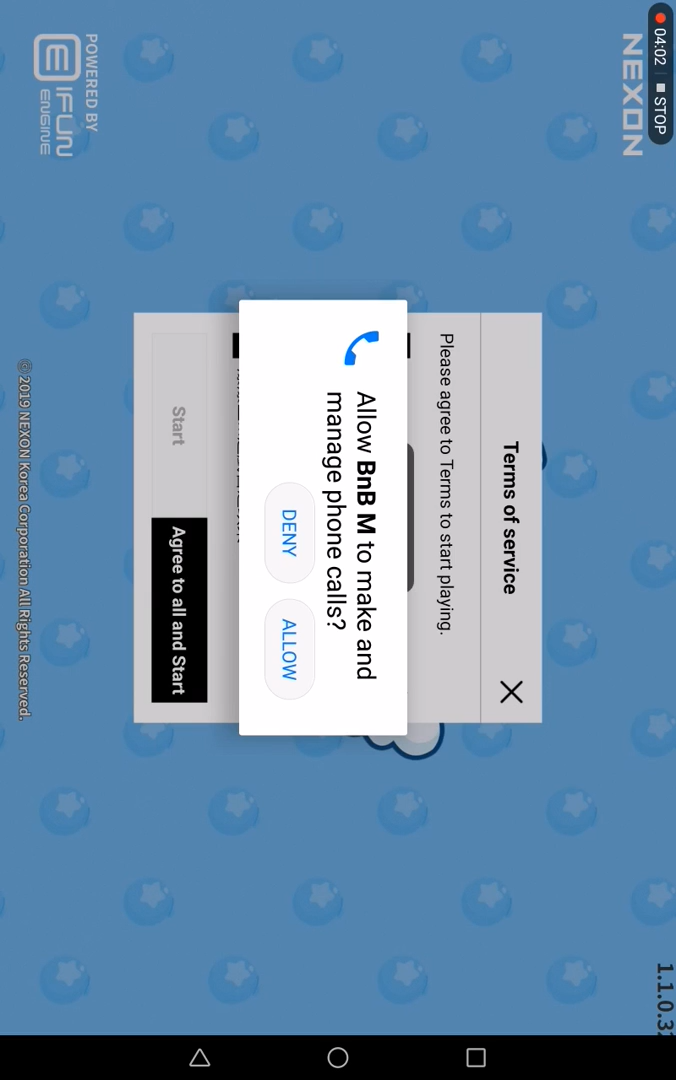 04:02
STOP
NEXON
1.1.0.32
Terms of service
Please agree to Terms to start playing.
Allow BnB M to make and
manage phone calls?
DENY
ALLOW
Start
Agree to all and Start
POWERED BY
IFUN
ENGINE
© 2019 NEXON Korea Corporation All Rights Reserved.